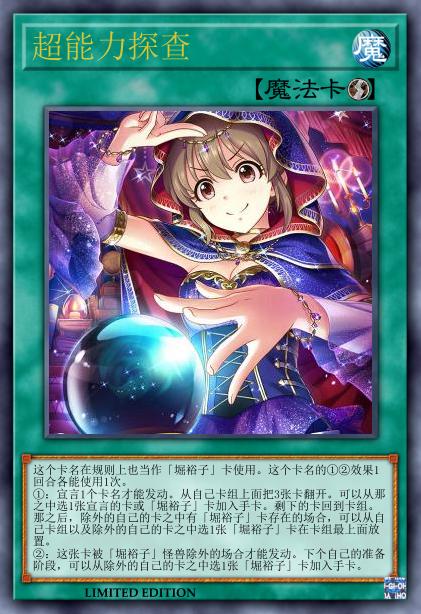 超能力探查
魔
【魔法卡】
这个卡名在规则上也当作「堀裕子」卡使用。这个卡名的①②效果1
回合各能使用1次。
①：宣言1个卡名才能发动。从自己卡组上面把3张卡翻开。可以从那
之中选1张宣言的卡或「堀裕子」卡加入手卡。剩下的卡回到卡组。
那之后，除外的自己的卡之中有「堀裕子」卡存在的场合，可以从自
己卡组以及除外的自己的卡之中选1张「堀裕子」卡在卡组最上面放
置。
②：这张卡被「堀裕子」怪兽除外的场合才能发动。下个自己的准备
阶段，可以从除外的自己的卡之中选1张「堀裕子」卡加入手卡。
LIMITED EDITION